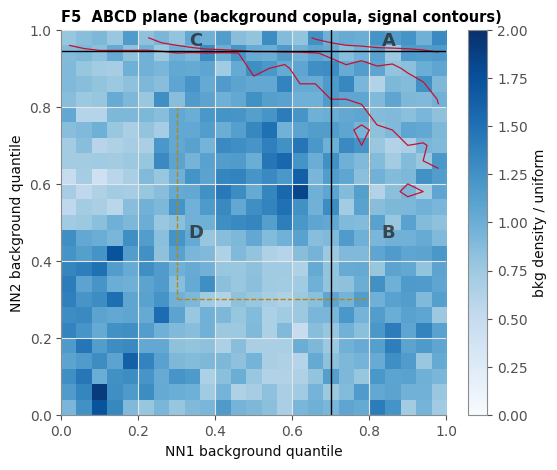 F5 ABCD plane (background copula, signal contours)
1.0
0.8
0.6
0.4
0.2
0.0
NN2 background quantile
C
A
D
B
0.0
0.2
0.4
0.6
0.8
1.0
NN1 background quantile
2.00
1.75
1.50
1.25
1.00
0.75
0.50
0.25
0.00
bkg density / uniform